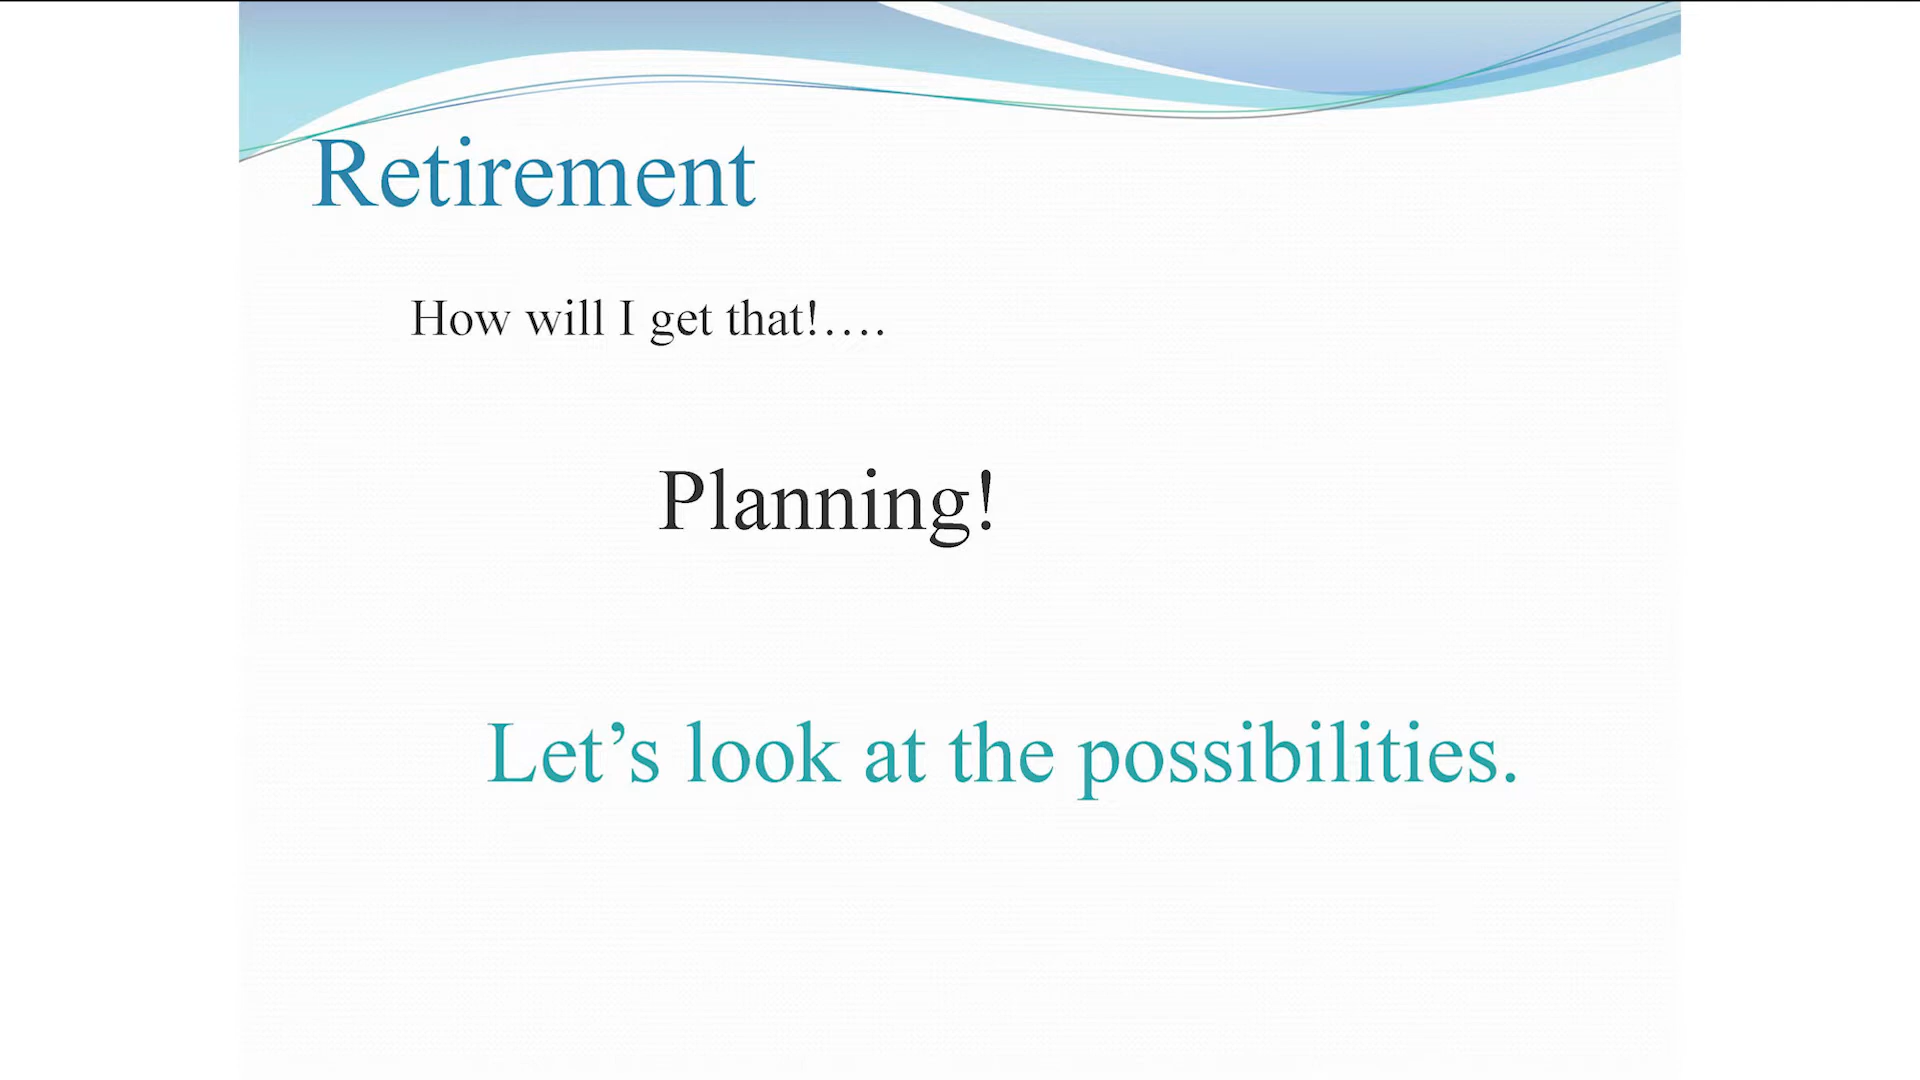 Retirement
How will I get that!….
Planning!
Let’s look at the possibilities.